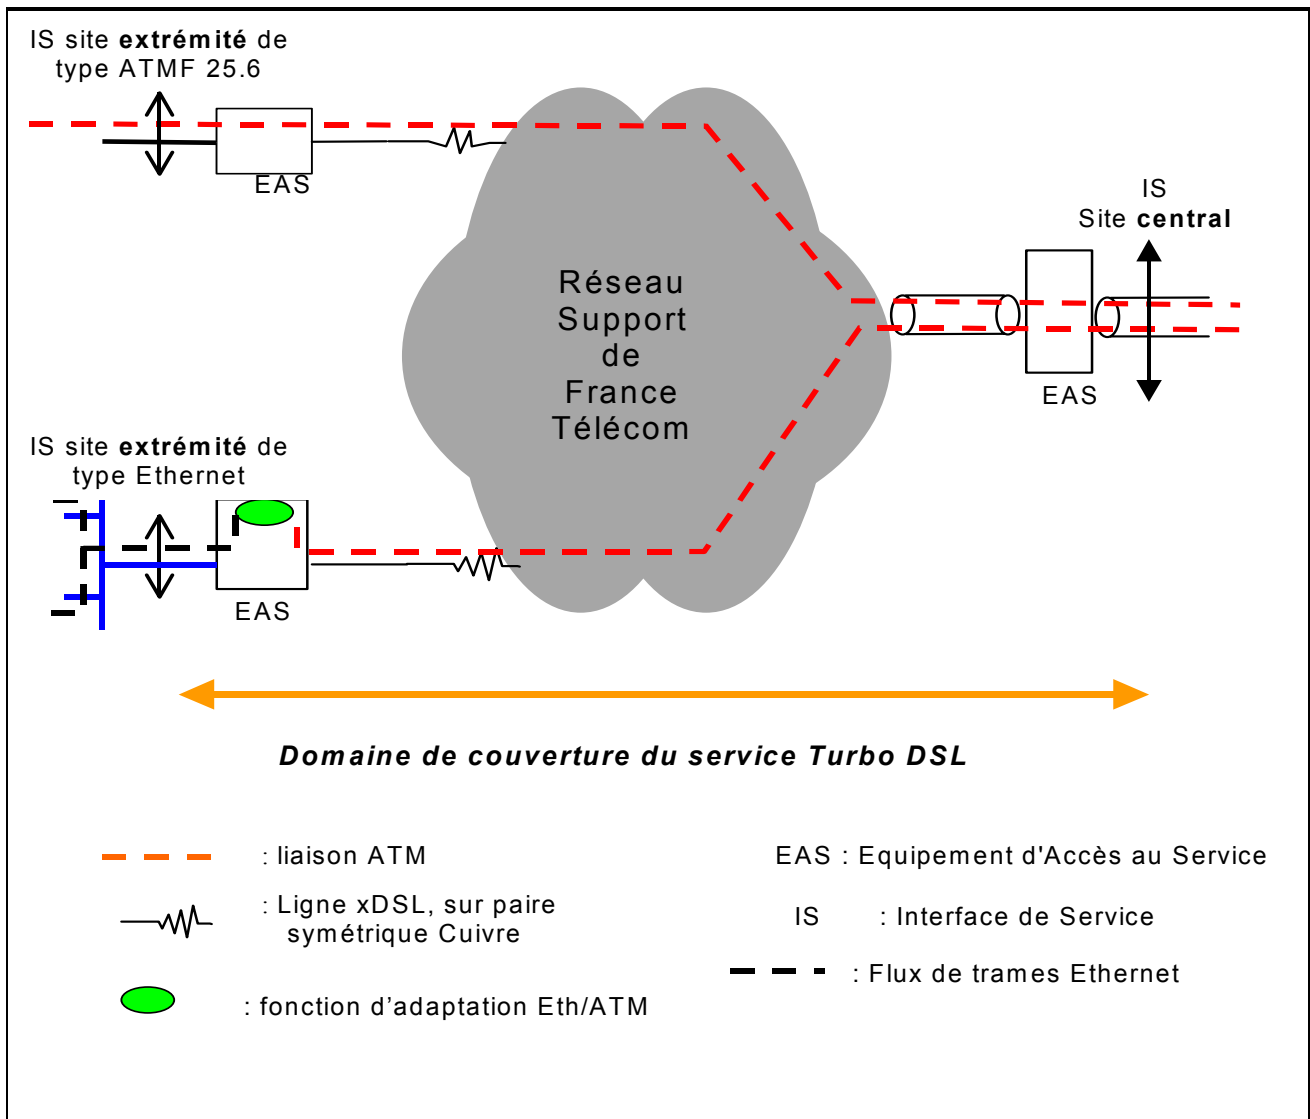 IS site extrémité de
type ATMF 25.6
EAS
IS
Site central
EAS
Réseau
Support
de
France
Télécom
IS site extrémité de
type Ethernet
EAS
Domaine de couverture du service Turbo DSL
: liaison ATM
EAS : Equipement d'Accès au Service
: Ligne xDSL, sur paire
symétrique Cuivre
IS : Interface de Service
: Flux de trames Ethernet
: fonction d’adaptation Eth/ATM